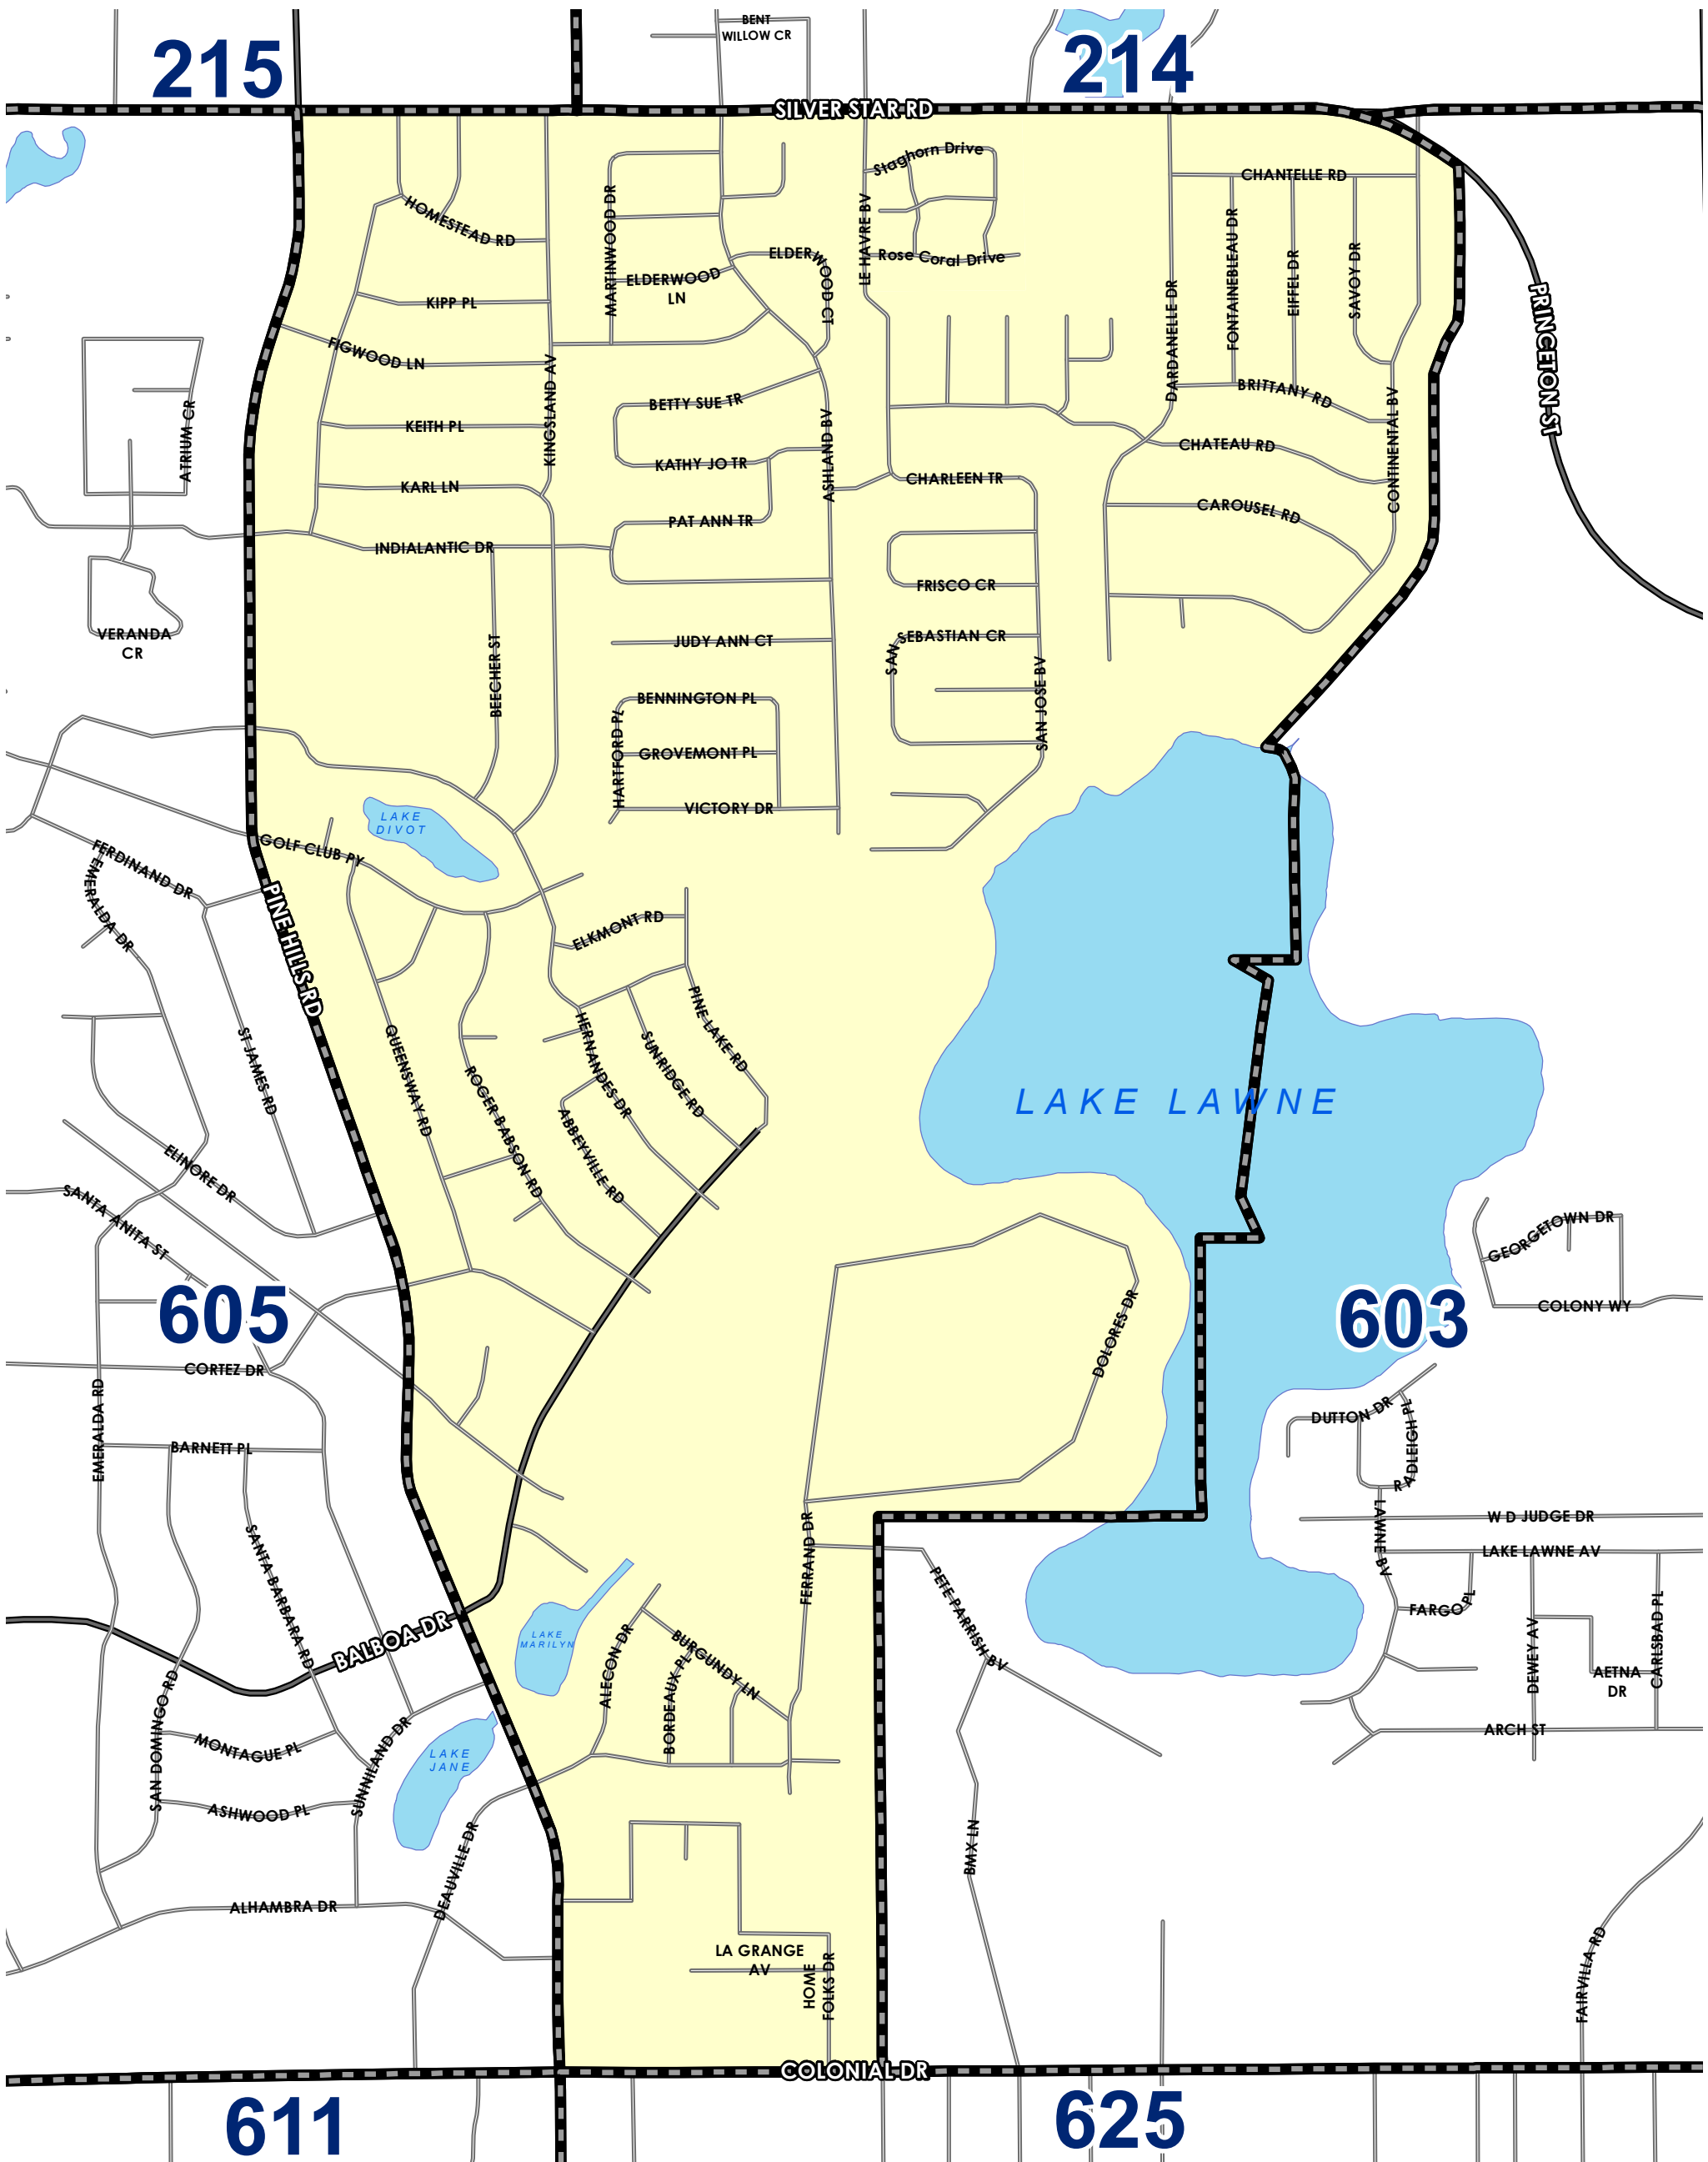 BENT
WILLOW CR
215
214
SILVER STAR RD
Staghorn Drive
CHANTELLE RD
HOMESTEAD RD
MARTINWOOD DR
LE HAVRE BV
FONTAINEBLEAU DR
EIFFEL DR
SAVOY DR
ELDERWOOD CT
Rose Coral Drive
ELDERWOOD
LN
KIPP PL
DARDANELLE DR
PRINCETON ST
FIGWOOD LN
KINGSLAND AV
BETTY SUE TR
BRITTANY RD
CONTINENTAL BV
ATRIUM CR
KEITH PL
ASHLAND BV
CHATEAU RD
KATHY JO TR
CHARLEEN TR
KARL LN
CAROUSEL RD
PAT ANN TR
INDIALANTIC DR
FRISCO CR
VERANDA
CR
BEECHER ST
JUDY ANN CT
SAN SEBASTIAN CR
SAN JOSE BV
BENNINGTON PL
HARTFORD PL
GROVEMONT PL
VICTORY DR
LAKE
DIVOT
GOLF CLUB PY
FERDINAND DR
EMERALDA DR
PINE HILLS RD
ELKMONT RD
PINE LAKE RD
HERNANDES DR
SUNRIDGE RD
QUEENSWAY RD
ST JAMES RD
ROGER BABSON RD
ABBEYVILLE RD
LAKE LAWNE
ELINORE DR
SANTA ANITA ST
GEORGETOWN DR
COLONY WY
605
603
DOLORES DR
CORTEZ DR
EMERALDA RD
BARNETT PL
DUTTON DR
RADLEIGH PL
LAWNE BV
W D JUDGE DR
LAKE LAWNE AV
SANTA BARBARA RD
FERRAND DR
PETE PARRISH BV
FARGO PL
DEWEY AV
CARLSBAD PL
BALBOA DR
LAKE
MARILYN
ALECON DR
BURGUNDY LN
BORDEAUX PL
AETNA
DR
SAN DOMINGO RD
MONTAGUE PL
SUNNILAND DR
LAKE
JANE
ARCH ST
ASHWOOD PL
DEAUVILLE DR
BMX LN
ALHAMBRA DR
LA GRANGE
AV
HOME
FOLKS DR
FAIRVILLA RD
COLONIAL DR
611
625